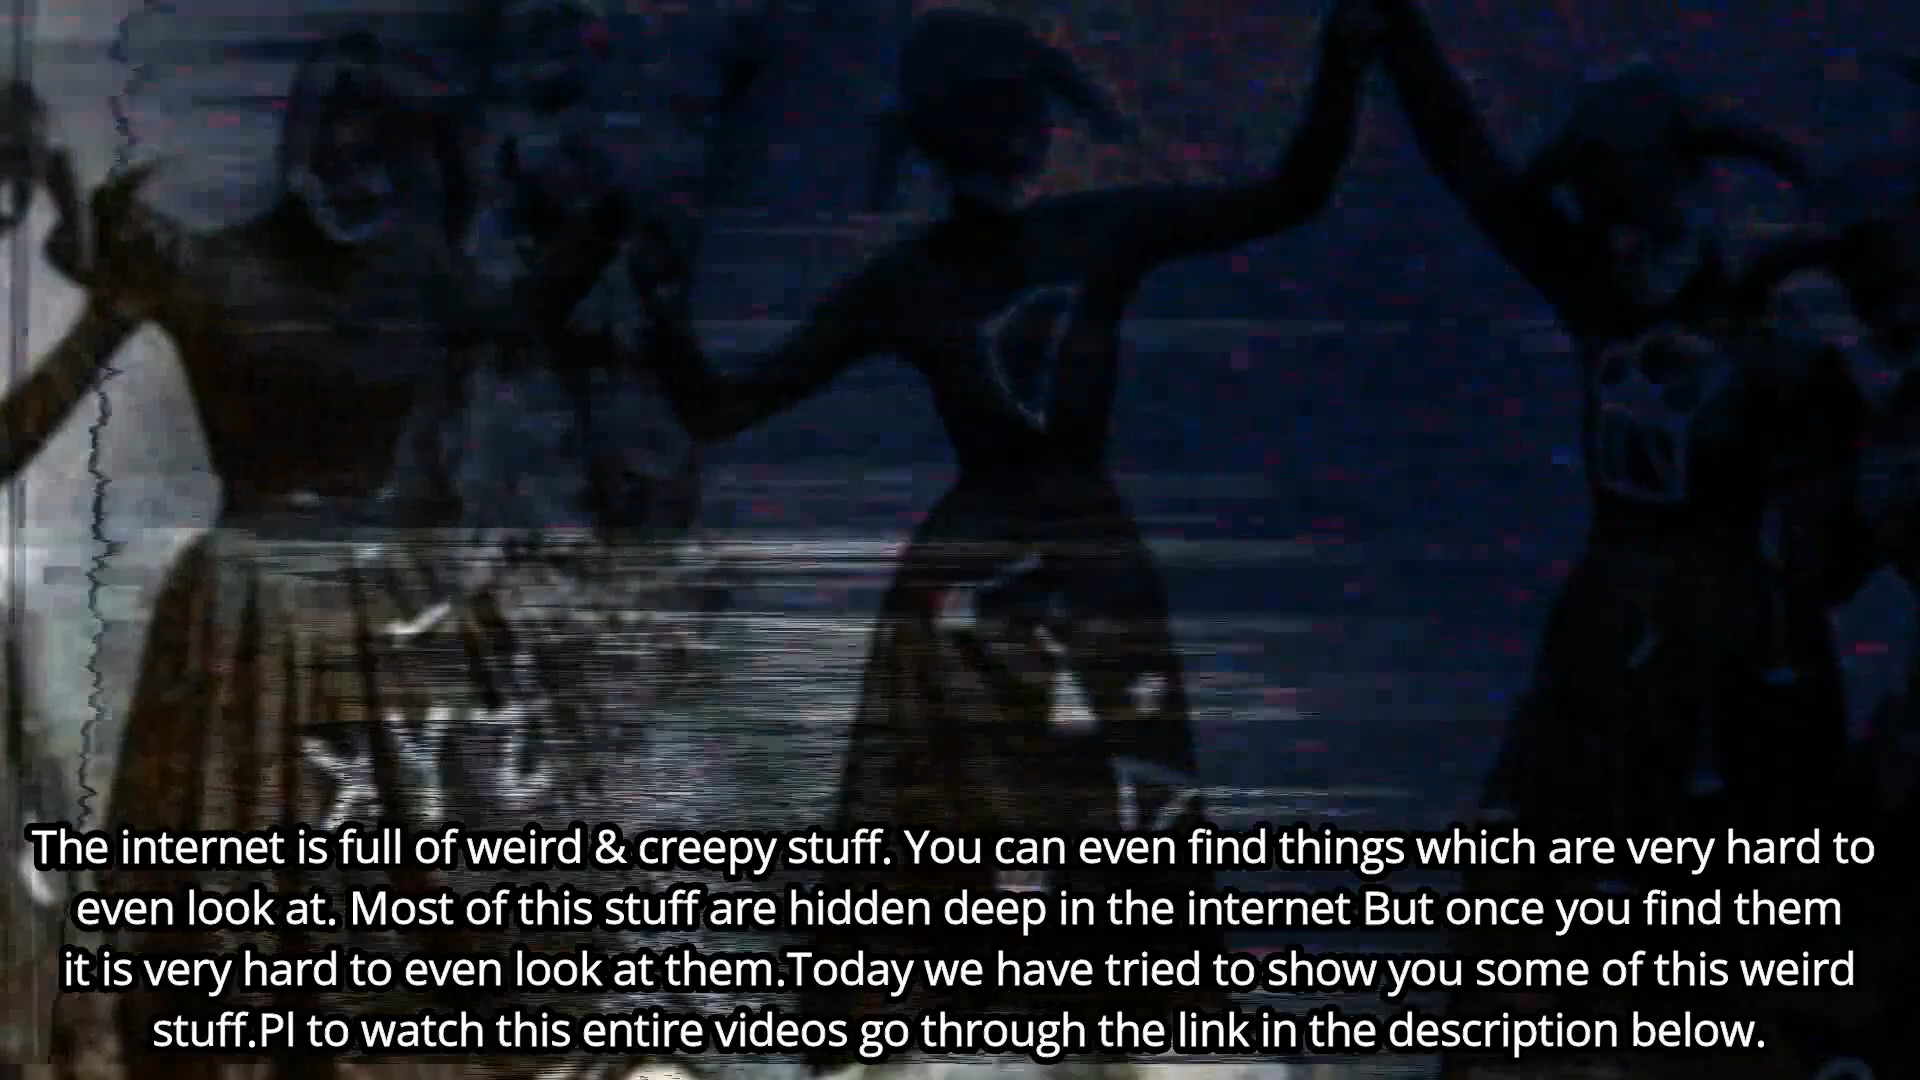 The internet is full of weird & creepy stuff. You can even find things which are very hard to
even look at. Most of this stuff are hidden deep in the internet But once you find them
it is very hard to even look at them.Today we have tried to show you some of this weird
stuff.Pl to watch this entire videos go through the link in the description below.